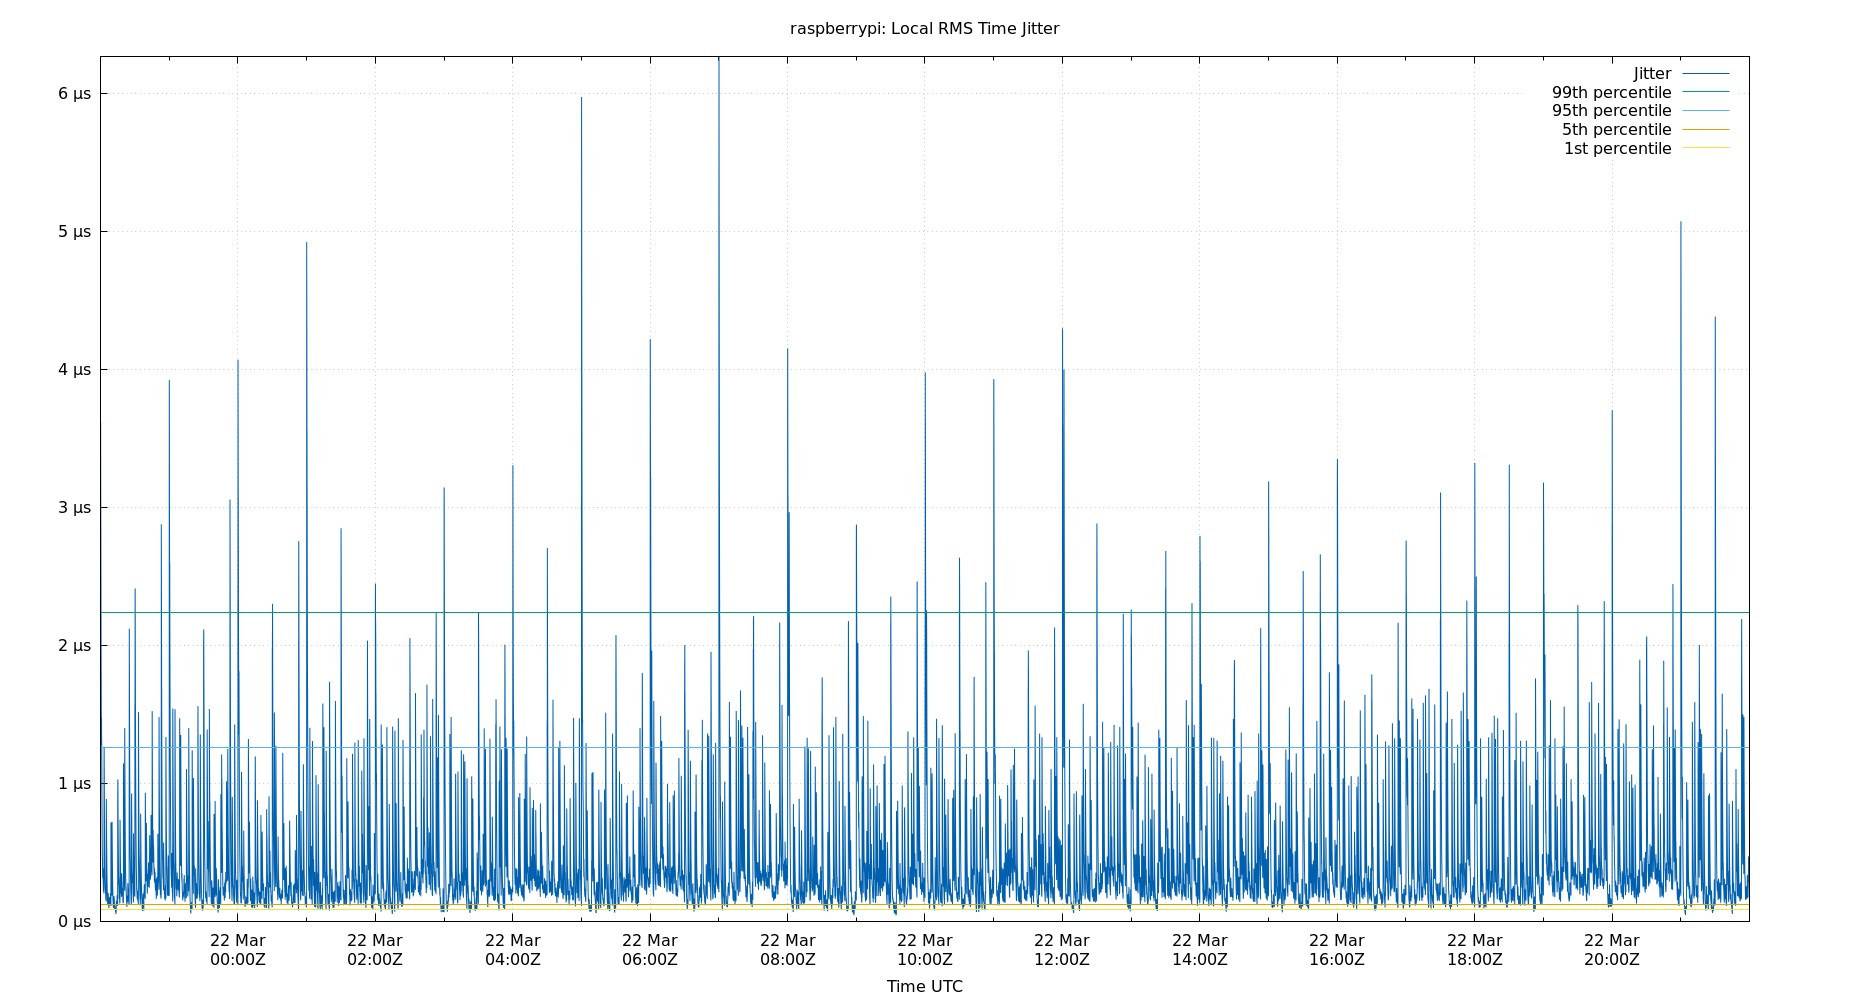 raspberrypi: Local RMS Time Jitter
Jitter
99th percentile
95th percentile
5th percentile
1st percentile
6 µs
5 µs
4 µs
3 µs
2 µs
1 µs
0 µs
22 Mar 22 Mar 22 Mar 22 Mar 22 Mar 22 Mar 22 Mar 22 Mar 22 Mar 22 Mar 22 Mar
00:00Z 02:00Z 04:00Z 06:00Z 08:00Z 10:00Z 12:00Z 14:00Z 16:00Z 18:00Z 20:00Z
Time UTC